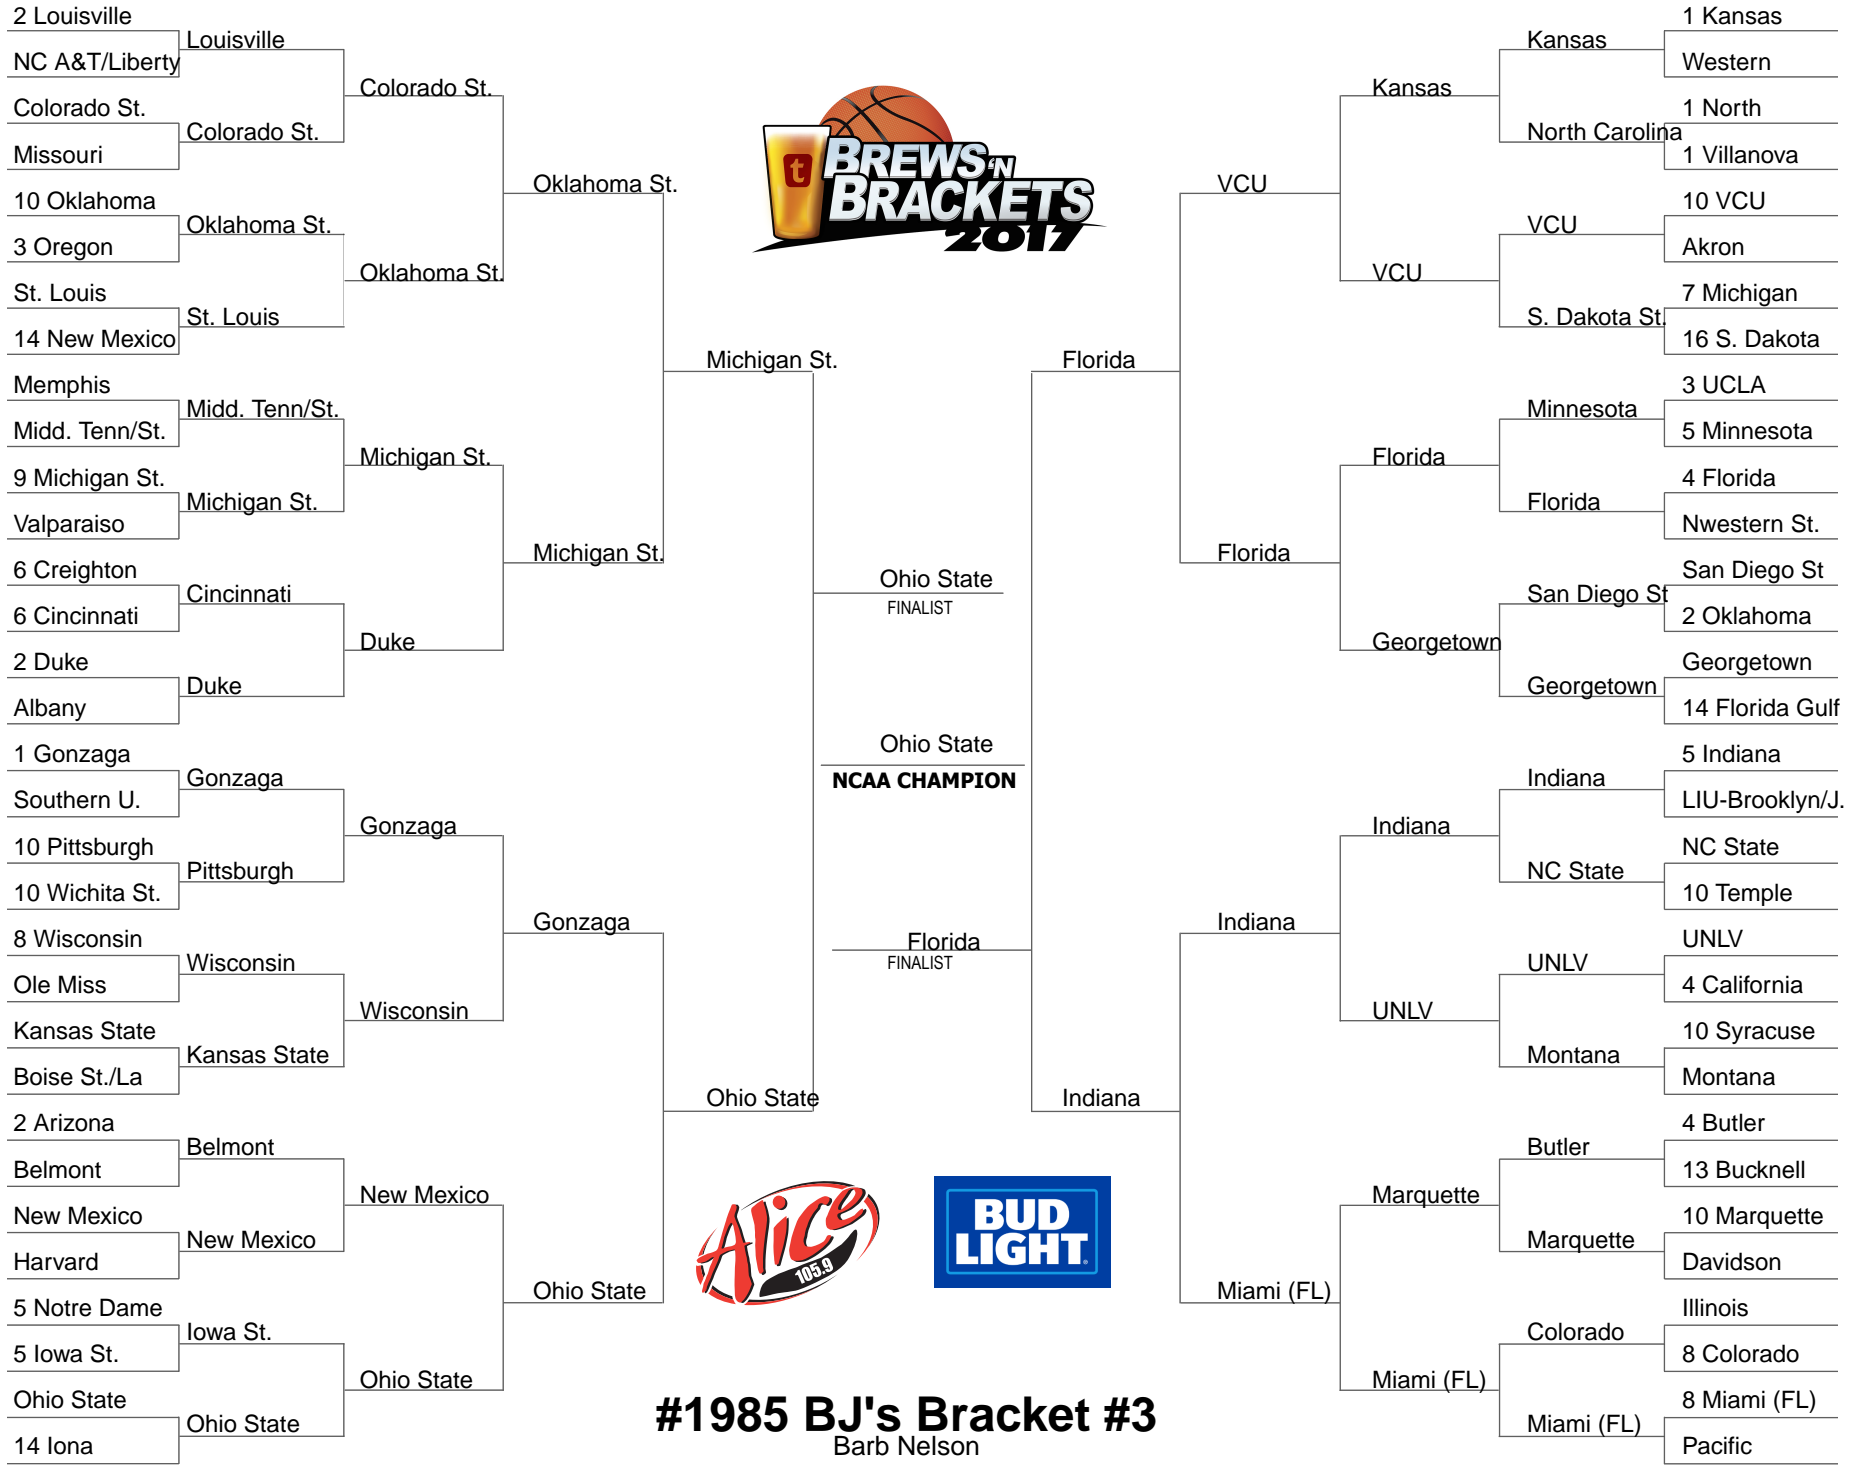 2 Louisville
NC A&T/Liberty
Colorado St.
Missouri
10 Oklahoma
3 Oregon
St. Louis
14 New Mexico
Memphis
Midd. Tenn/St.
9 Michigan St.
Valparaiso
6 Creighton
6 Cincinnati
2 Duke
Albany
1 Gonzaga
Southern U.
10 Pittsburgh
10 Wichita St.
8 Wisconsin
Ole Miss
Kansas State
Boise St./La
2 Arizona
Belmont
New Mexico
Harvard
5 Notre Dame
5 Iowa St.
Ohio State
14 Iona
Louisville
Colorado St.
Oklahoma St.
St. Louis
Midd. Tenn/St.
Michigan St.
Cincinnati
Duke
Gonzaga
Pittsburgh
Wisconsin
Kansas State
Belmont
New Mexico
Iowa St.
Ohio State
Colorado St.
Oklahoma St.
Michigan St.
Duke
Gonzaga
Wisconsin
New Mexico
Ohio State
Oklahoma St.
Michigan St.
Gonzaga
Ohio State
Michigan St.
Ohio State
t
BREWS 'N
BRACKETS
2017
Ohio State
FINALIST
Ohio State
NCAA CHAMPION
Florida
FINALIST
Alice
105.9
BUD
LIGHT
#1985 BJ's Bracket #3
Barb Nelson
Florida
Indiana
VCU
Florida
Indiana
Miami (FL)
Kansas
VCU
Florida
Georgetown
Indiana
UNLV
Marquette
Miami (FL)
Kansas
North Carolina
VCU
S. Dakota St.
Minnesota
Florida
San Diego St
Georgetown
Indiana
NC State
UNLV
Montana
Butler
Marquette
Colorado
Miami (FL)
1 Kansas
Western
1 North
1 Villanova
10 VCU
Akron
7 Michigan
16 S. Dakota
3 UCLA
5 Minnesota
4 Florida
Nwestern St.
San Diego St
2 Oklahoma
Georgetown
14 Florida Gulf
5 Indiana
LIU-Brooklyn/J.
NC State
10 Temple
UNLV
4 California
10 Syracuse
Montana
4 Butler
13 Bucknell
10 Marquette
Davidson
Illinois
8 Colorado
8 Miami (FL)
Pacific